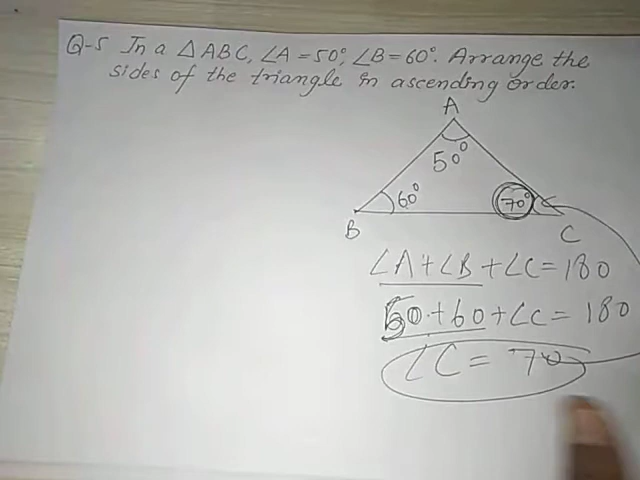 Q-5 In a △ABC, ∠A = 50°, ∠B = 60°. Arrange the
sides of the triangle in ascending order.
A
50°
60°
70°
B
C
∠A + ∠B + ∠C = 180
50 + 60 + ∠C = 180
∠C = 70